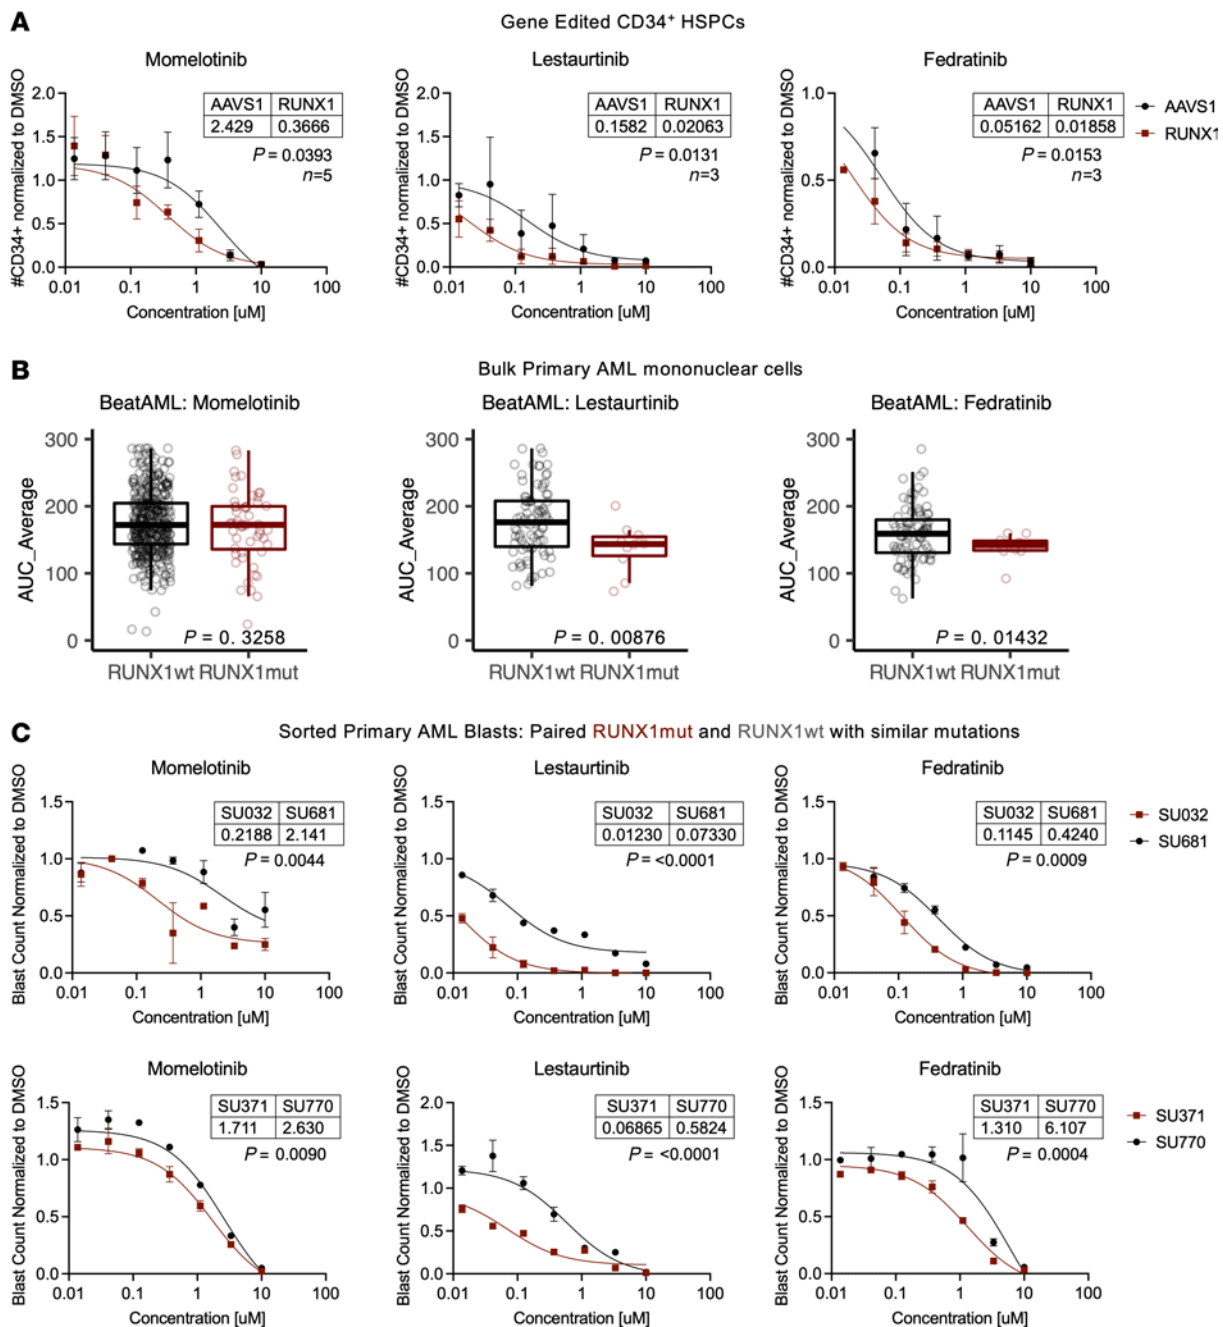 A
Gene Edited CD34⁺ HSPCs
Momelotinib
Lestaurtinib
Fedratinib
#CD34+ normalized to DMSO
2.0
1.5
1.0
0.5
0.0
0.01 0.1 1 10 100
Concentration [uM]
AAVS1 RUNX1
2.429 0.3666
P = 0.0393
n=5
#CD34+ normalized to DMSO
2.0
1.5
1.0
0.5
0.0
0.01 0.1 1 10 100
Concentration [uM]
AAVS1 RUNX1
0.1582 0.02063
P = 0.0131
n=3
#CD34+ normalized to DMSO
1.0
0.5
0.0
0.01 0.1 1 10 100
Concentration [uM]
AAVS1 RUNX1
0.05162 0.01858
P = 0.0153
n=3
AAVS1
RUNX1
B
Bulk Primary AML mononuclear cells
BeatAML: Momelotinib
BeatAML: Lestaurtinib
BeatAML: Fedratinib
AUC_Average
300
200
100
0
P = 0. 3258
RUNX1wt RUNX1mut
AUC_Average
300
200
100
0
P = 0. 00876
RUNX1wt RUNX1mut
AUC_Average
300
200
100
0
P = 0. 01432
RUNX1wt RUNX1mut
C
Sorted Primary AML Blasts: Paired RUNX1mut and RUNX1wt with similar mutations
Momelotinib
Lestaurtinib
Fedratinib
Blast Count Normalized to DMSO
1.5
1.0
0.5
0.0
0.01 0.1 1 10 100
Concentration [uM]
SU032 SU681
0.2188 2.141
P = 0.0044
Blast Count Normalized to DMSO
1.5
1.0
0.5
0.0
0.01 0.1 1 10 100
Concentration [uM]
SU032 SU681
0.01230 0.07330
P = <0.0001
Blast Count Normalized to DMSO
1.5
1.0
0.5
0.0
0.01 0.1 1 10 100
Concentration [uM]
SU032 SU681
0.1145 0.4240
P = 0.0009
SU032
SU681
Momelotinib
Lestaurtinib
Fedratinib
Blast Count Normalized to DMSO
1.5
1.0
0.5
0.0
0.01 0.1 1 10 100
Concentration [uM]
SU371 SU770
1.711 2.630
P = 0.0090
Blast Count Normalized to DMSO
2.0
1.5
1.0
0.5
0.0
0.01 0.1 1 10 100
Concentration [uM]
SU371 SU770
0.06865 0.5824
P = <0.0001
Blast Count Normalized to DMSO
1.5
1.0
0.5
0.0
0.01 0.1 1 10 100
Concentration [uM]
SU371 SU770
1.310 6.107
P = 0.0004
SU371
SU770